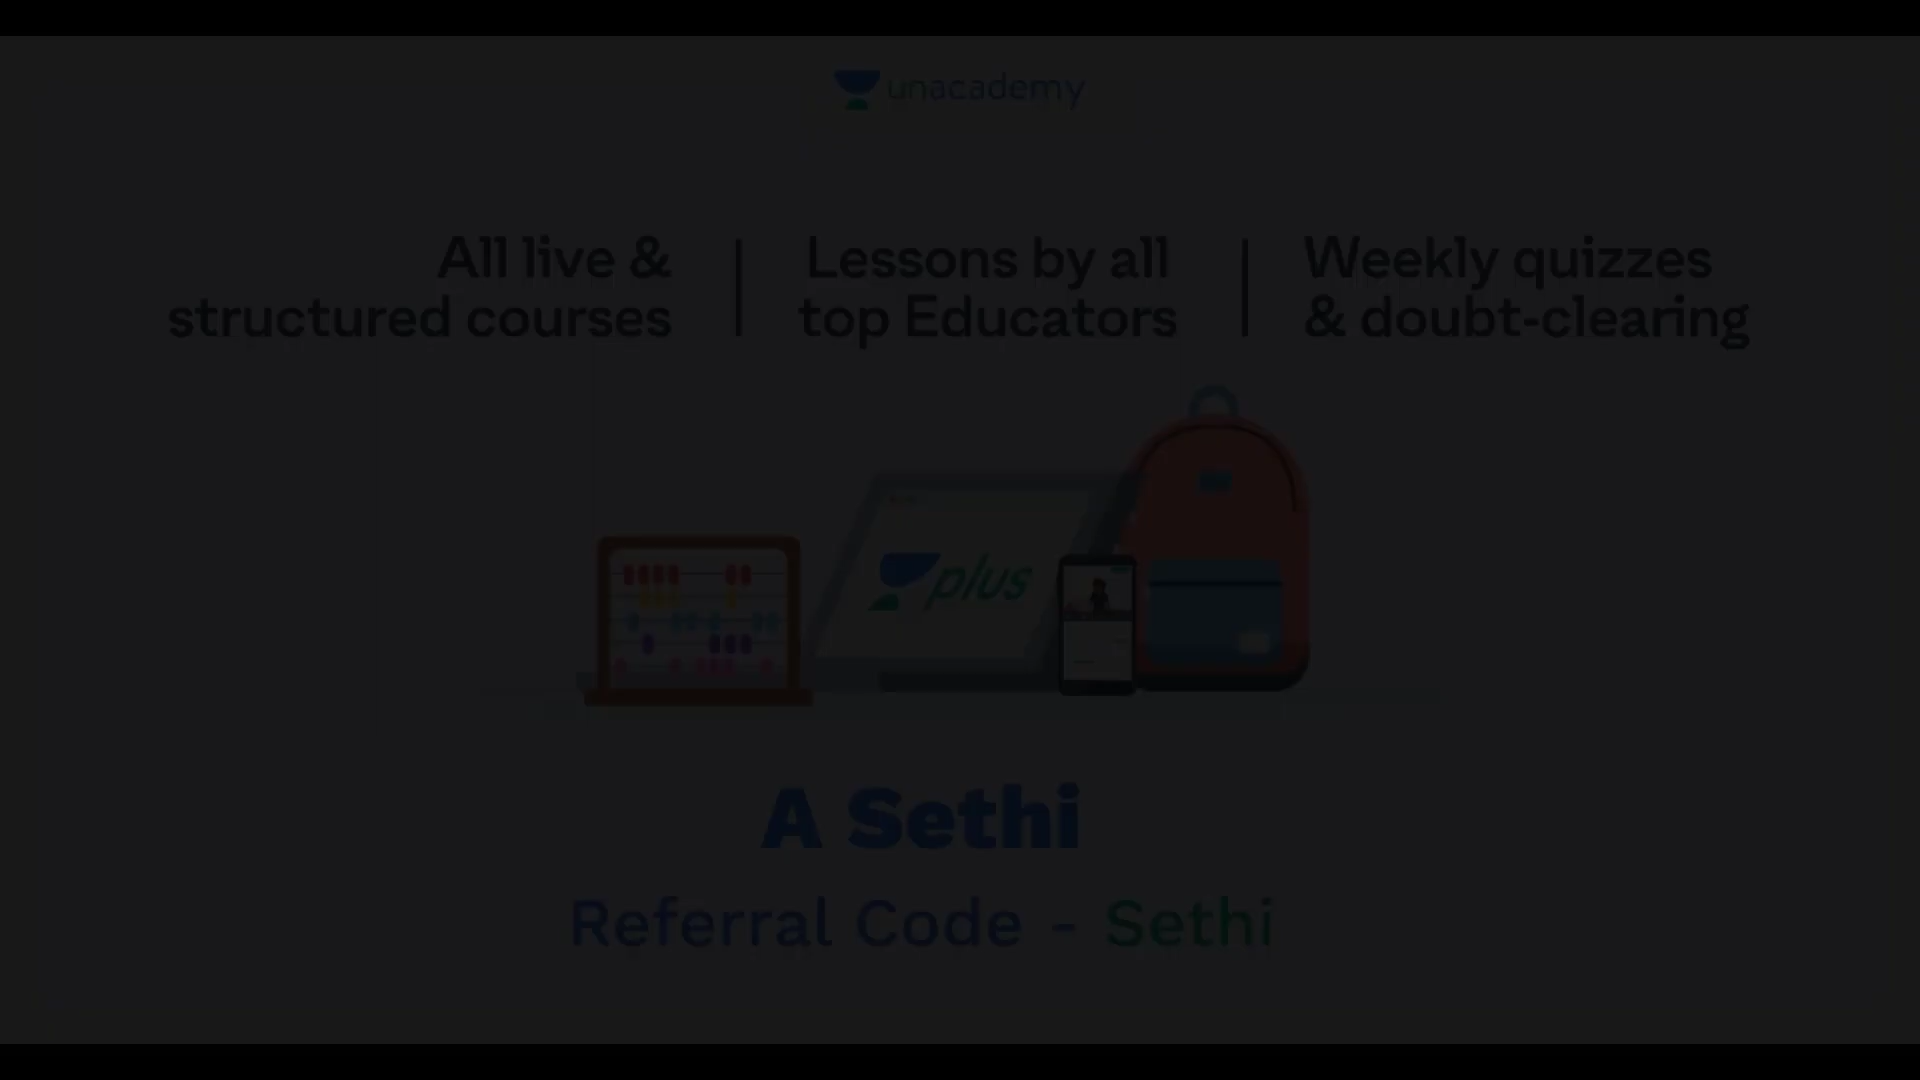 unacademy
All live &
structured courses
Lessons by all
top Educators
Weekly quizzes
& doubt-clearing
plus
A Sethi
Referral Code - Sethi